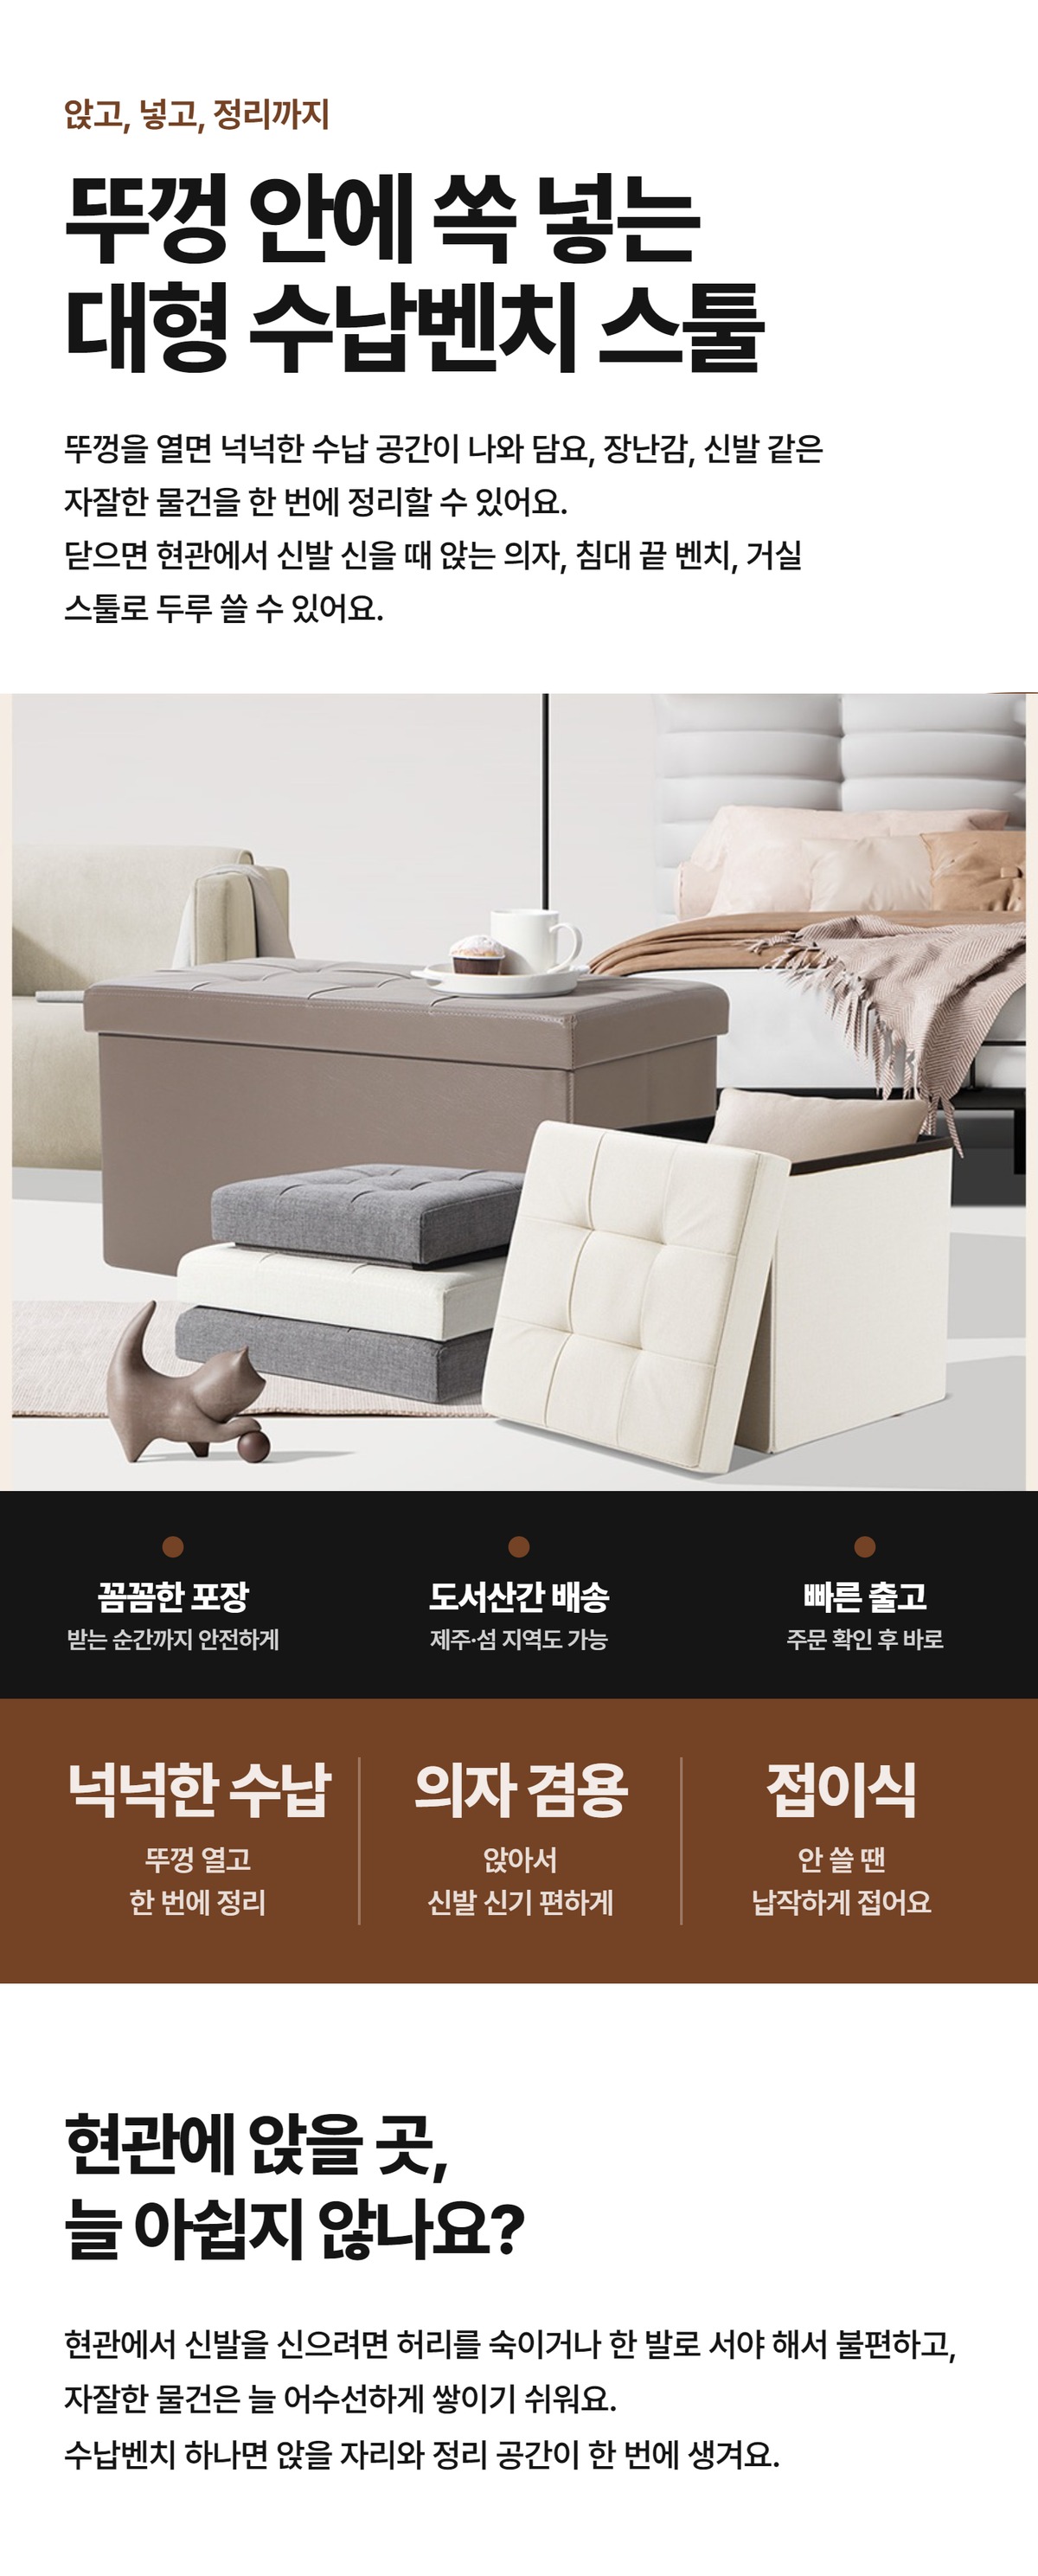 앉고, 넣고, 정리까지
뚜껑 안에 쏙 넣는
대형 수납벤치 스툴
뚜껑을 열면 넉넉한 수납 공간이 나와 담요, 장난감, 신발 같은
자잘한 물건을 한 번에 정리할 수 있어요.
닫으면 현관에서 신발 신을 때 앉는 의자, 침대 끝 벤치, 거실
스툴로 두루 쓸 수 있어요.
꼼꼼한 포장
받는 순간까지 안전하게
도서산간 배송
제주·섬 지역도 가능
빠른 출고
주문 확인 후 바로
넉넉한 수납
뚜껑 열고
한 번에 정리
의자 겸용
앉아서
신발 신기 편하게
접이식
안 쓸 땐
납작하게 접어요
현관에 앉을 곳,
늘 아쉽지 않나요?
현관에서 신발을 신으려면 허리를 숙이거나 한 발로 서야 해서 불편하고,
자잘한 물건은 늘 어수선하게 쌓이기 쉬워요.
수납벤치 하나면 앉을 자리와 정리 공간이 한 번에 생겨요.